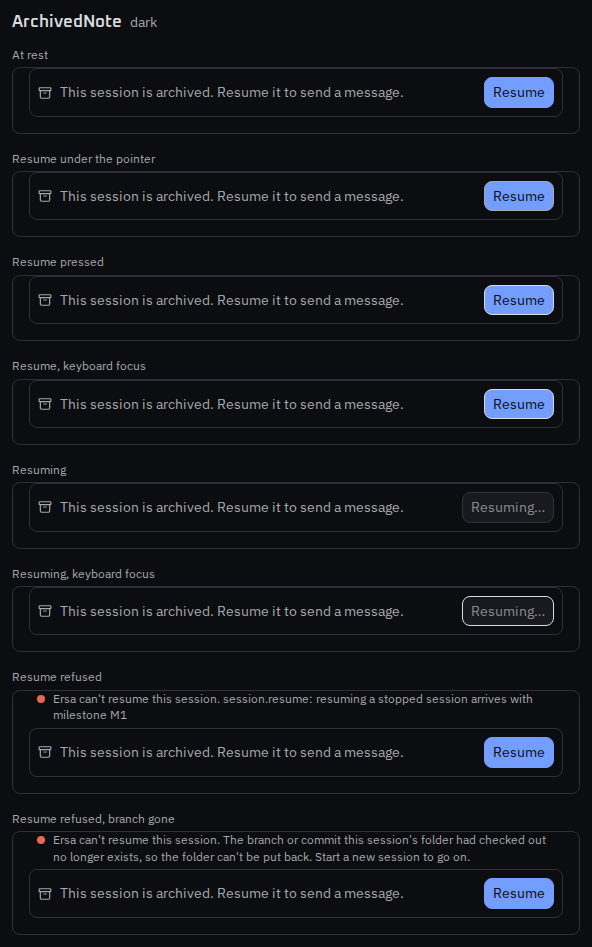 ArchivedNote dark
At rest
This session is archived. Resume it to send a message. Resume
Resume under the pointer
This session is archived. Resume it to send a message. Resume
Resume pressed
This session is archived. Resume it to send a message. Resume
Resume, keyboard focus
This session is archived. Resume it to send a message. Resume
Resuming
This session is archived. Resume it to send a message. Resuming...
Resuming, keyboard focus
This session is archived. Resume it to send a message. Resuming...
Resume refused
Ersa can't resume this session. session.resume: resuming a stopped session arrives with
milestone M1
This session is archived. Resume it to send a message. Resume
Resume refused, branch gone
Ersa can't resume this session. The branch or commit this session's folder had checked out
no longer exists, so the folder can't be put back. Start a new session to go on.
This session is archived. Resume it to send a message. Resume